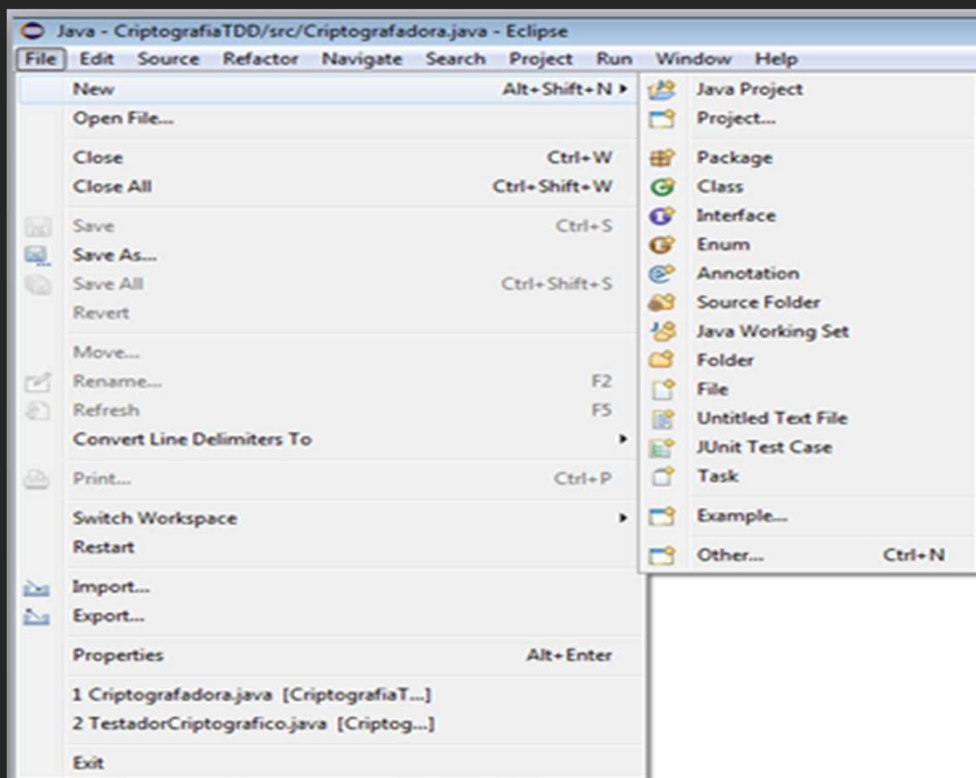 Java - CriptografiaTDD/src/Criptografadora.java - Eclipse
File Edit Source Refactor Navigate Search Project Run Window Help
New Alt+Shift+N
Open File...
Close Ctrl+W
Close All Ctrl+Shift+W
Save Ctrl+S
Save As...
Save All Ctrl+Shift+S
Revert
Move...
Rename... F2
Refresh F5
Convert Line Delimiters To
Print... Ctrl+P
Switch Workspace
Restart
Import...
Export...
Properties Alt+Enter
1 Criptografadora.java [CriptografiaT...]
2 TestadorCriptografico.java [Criptog...]
Exit
Java Project
Project...
Package
Class
Interface
Enum
Annotation
Source Folder
Java Working Set
Folder
File
Untitled Text File
JUnit Test Case
Task
Example...
Other... Ctrl+N